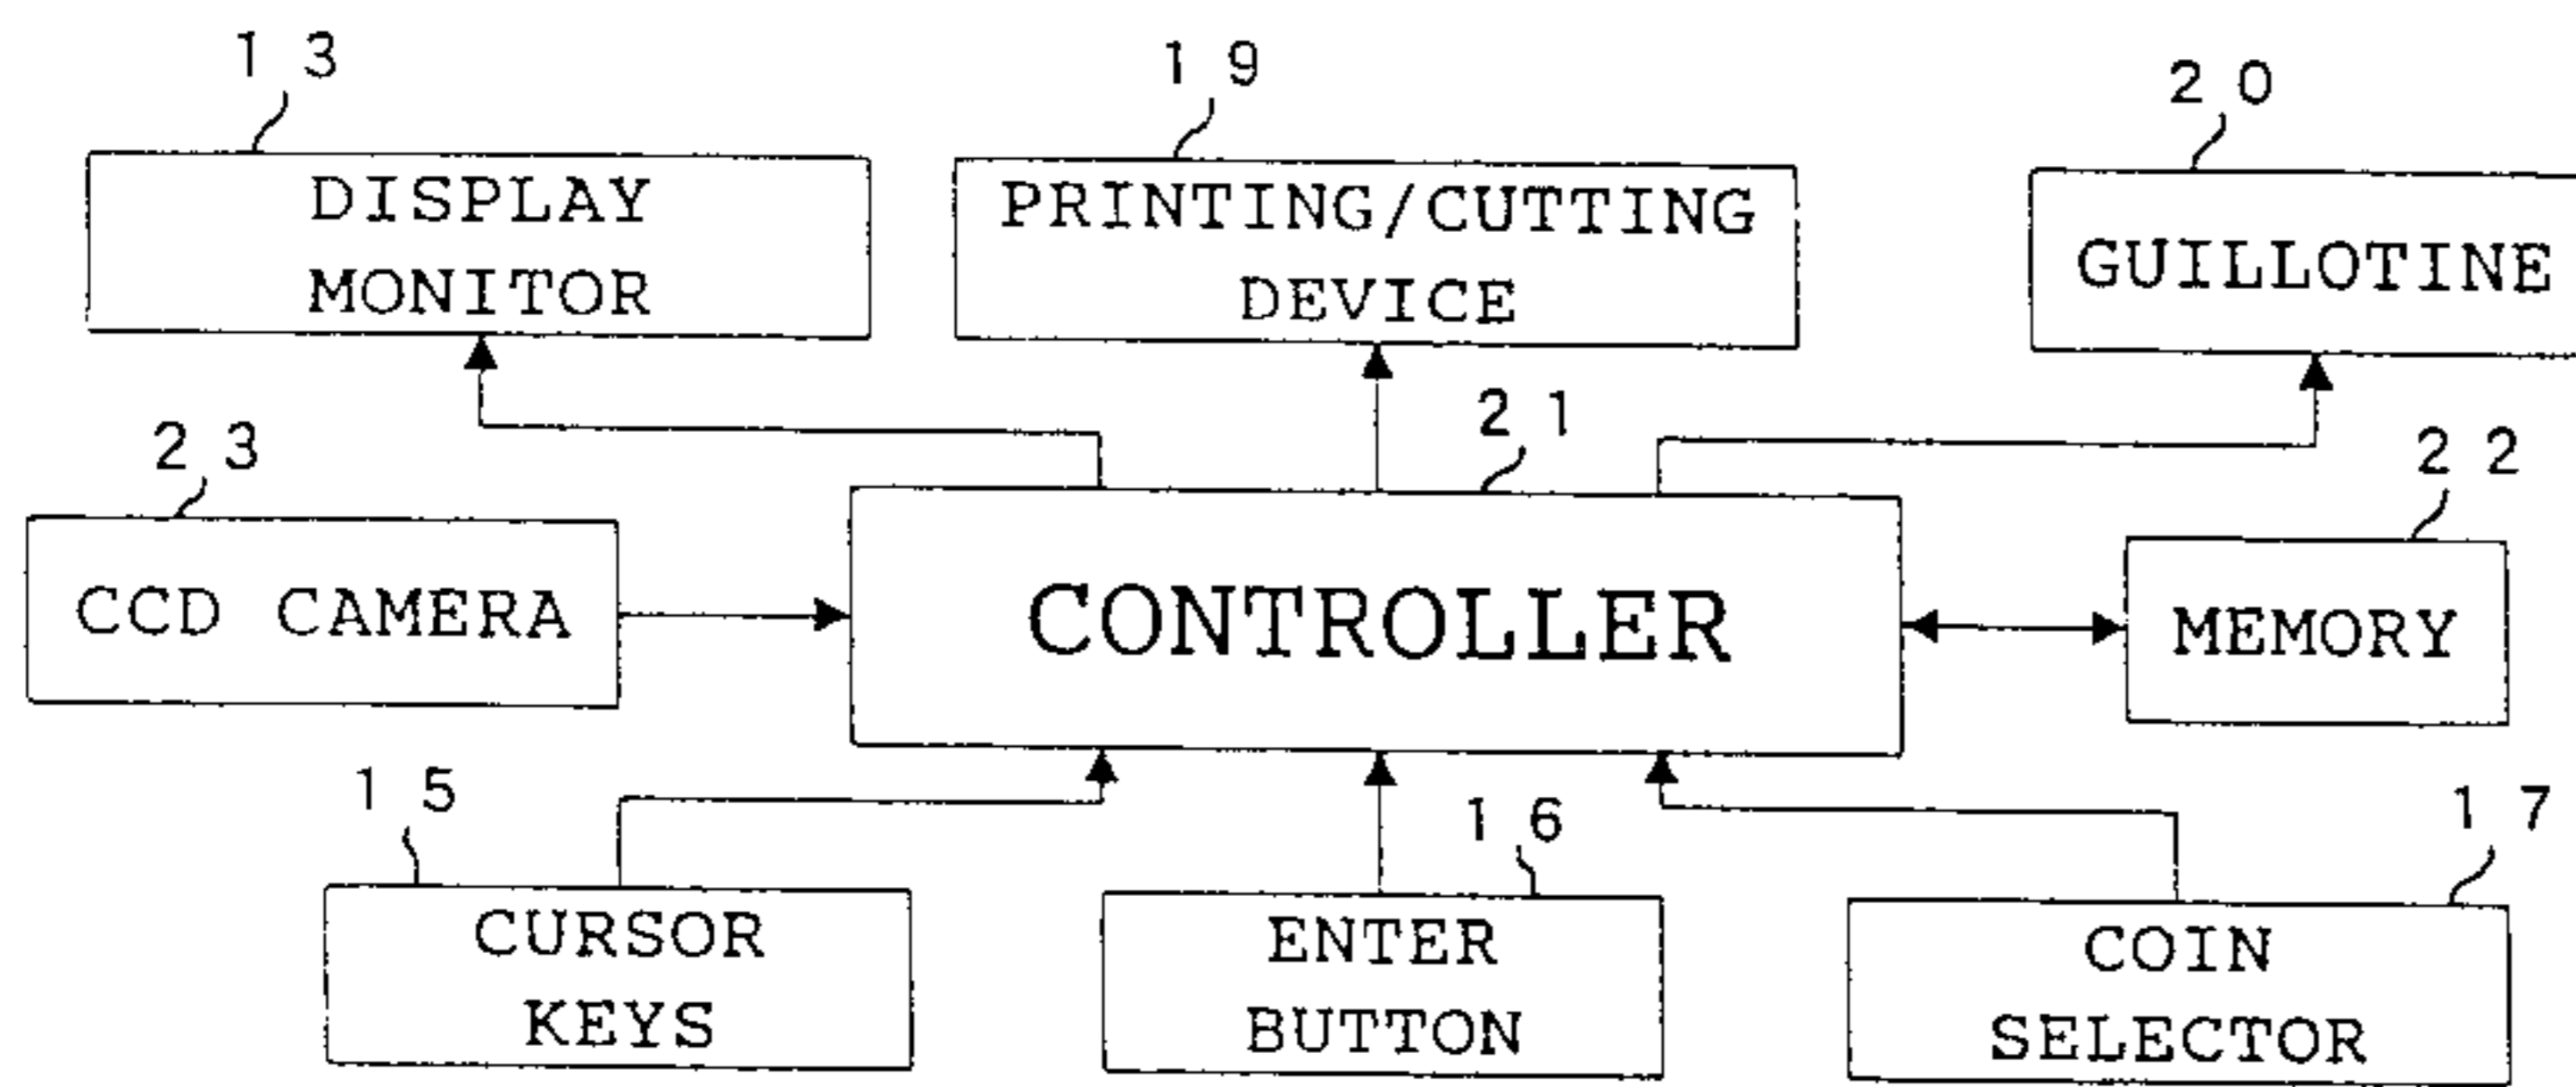 13
19
20
DISPLAY
MONITOR
PRINTING/CUTTING
DEVICE
GUILLOTINE
21
23
22
CCD CAMERA
CONTROLLER
MEMORY
15
16
17
CURSOR
KEYS
ENTER
BUTTON
COIN
SELECTOR